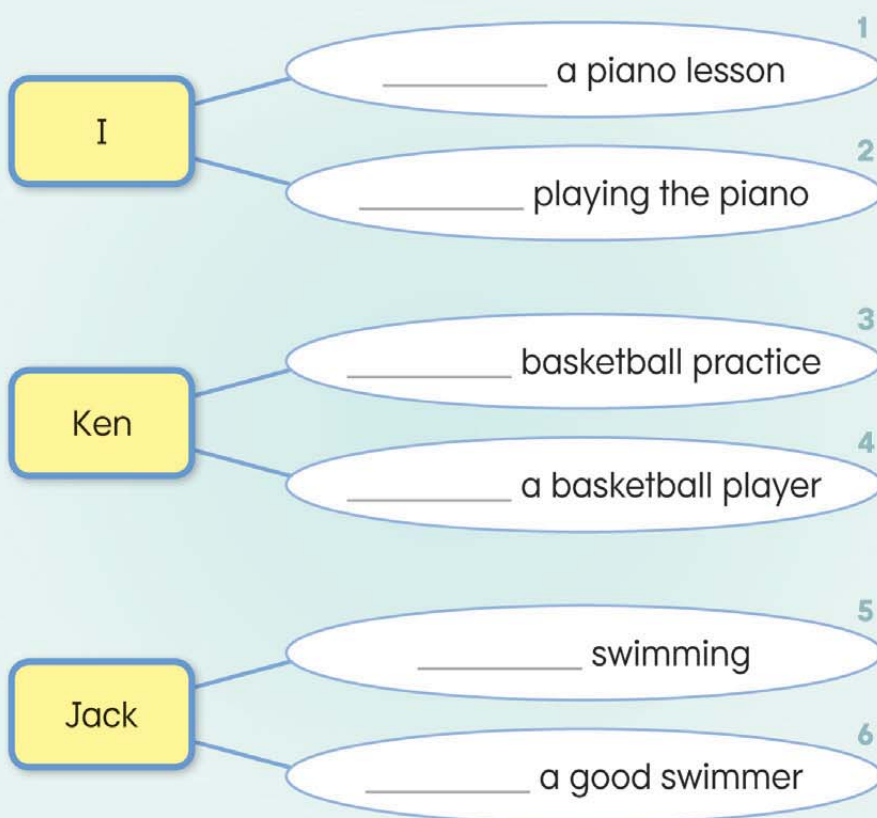 1
_________ a piano lesson
I
2
_________ playing the piano
3
_________ basketball practice
Ken
4
_________ a basketball player
5
_________ swimming
Jack
6
_________ a good swimmer